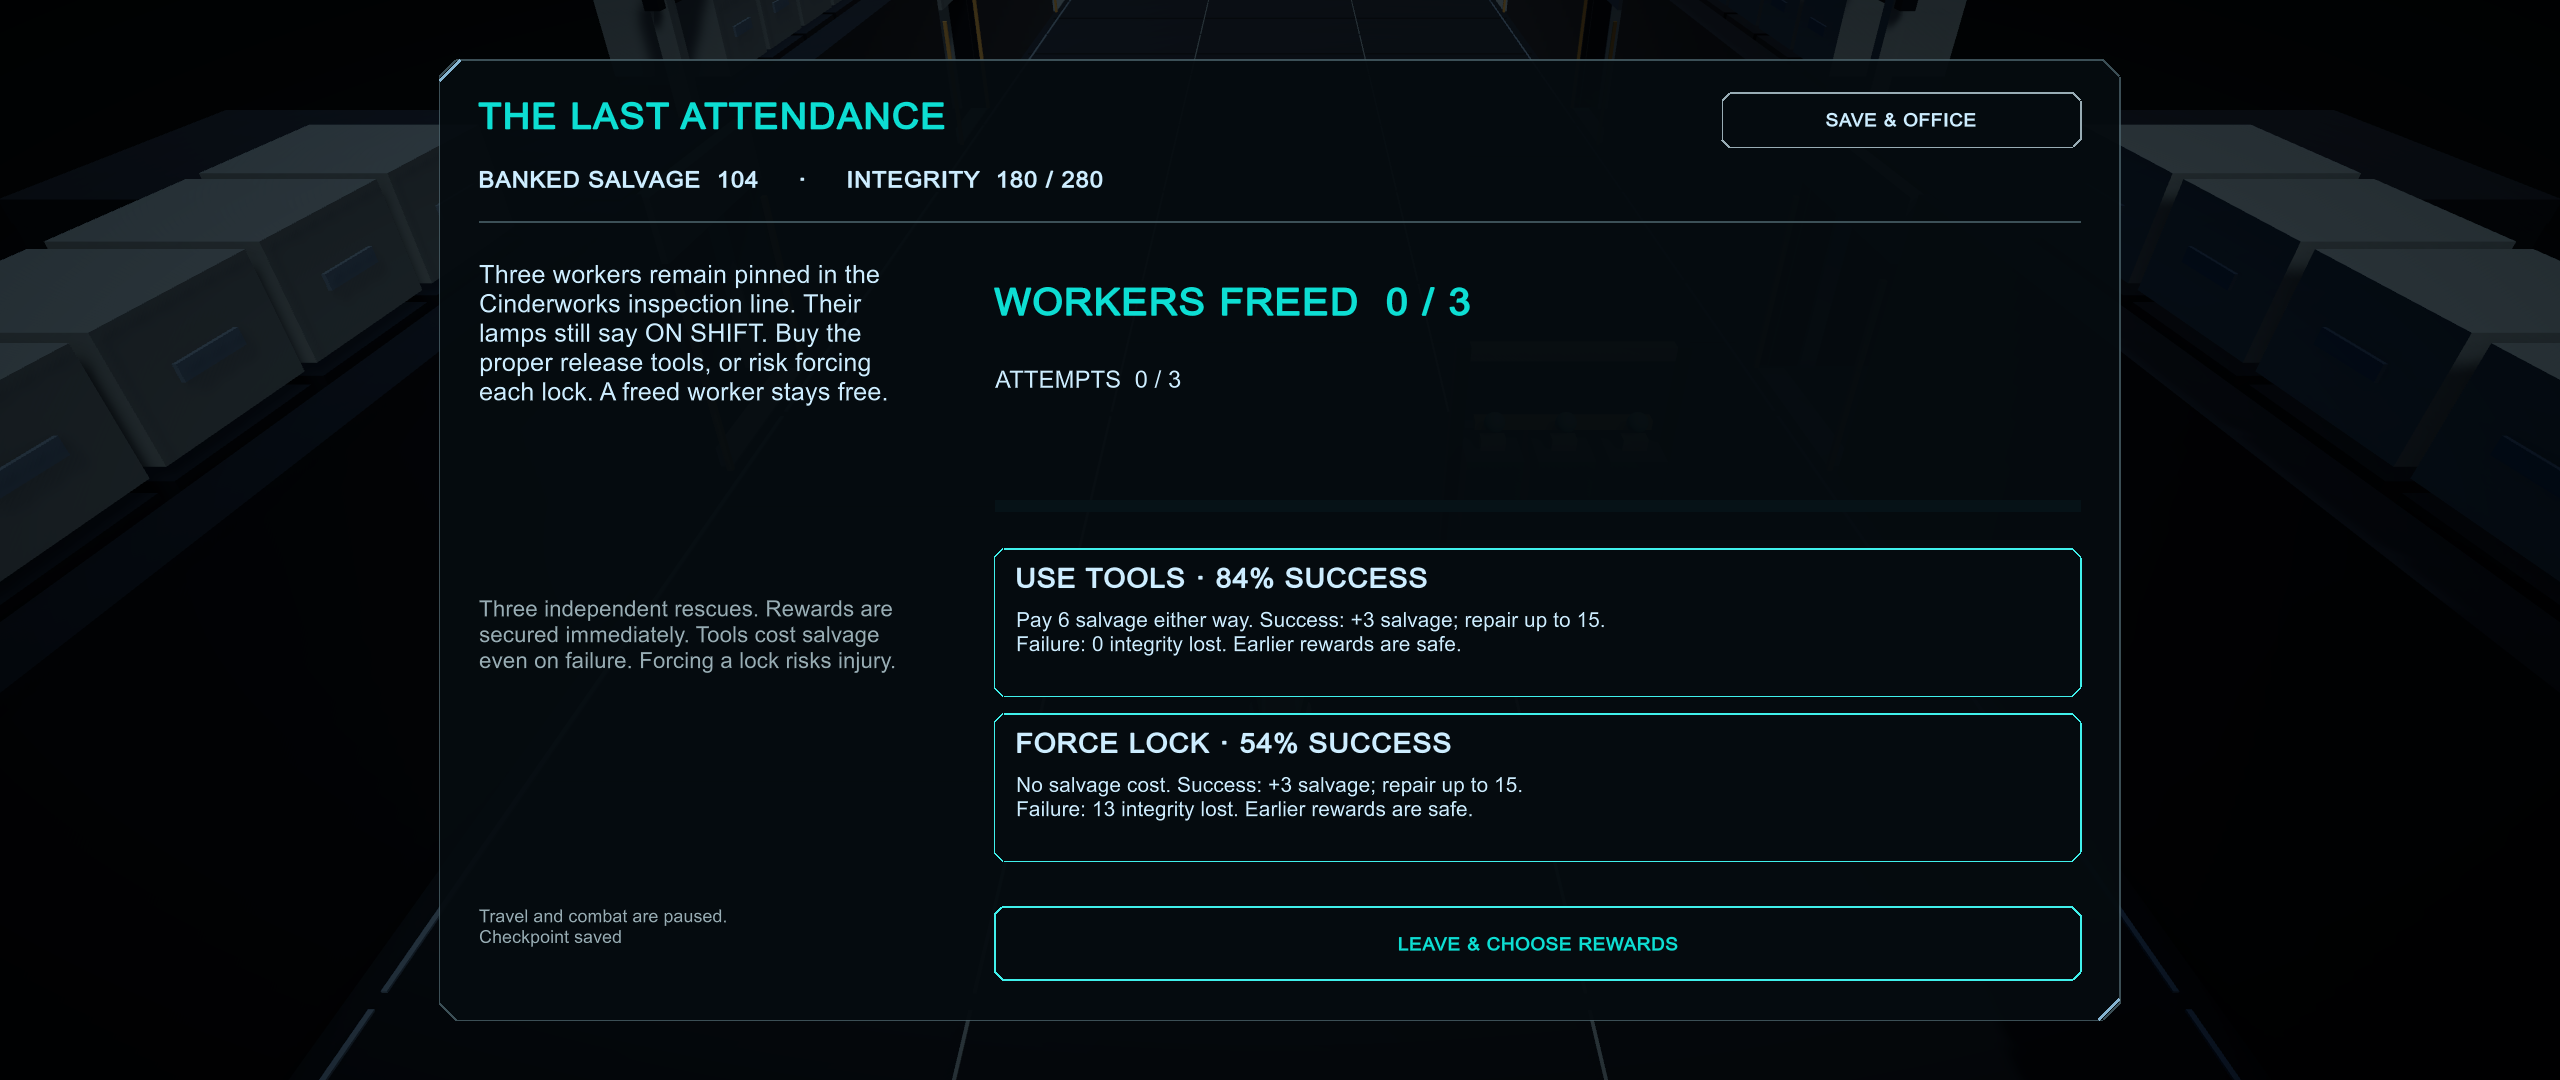 THE LAST ATTENDANCE
SAVE & OFFICE
BANKED SALVAGE 104 · INTEGRITY 180 / 280
Three workers remain pinned in the
Cinderworks inspection line. Their
lamps still say ON SHIFT. Buy the
proper release tools, or risk forcing
each lock. A freed worker stays free.
Three independent rescues. Rewards are
secured immediately. Tools cost salvage
even on failure. Forcing a lock risks injury.
Travel and combat are paused.
Checkpoint saved
WORKERS FREED 0 / 3
ATTEMPTS 0 / 3
USE TOOLS · 84% SUCCESS
Pay 6 salvage either way. Success: +3 salvage; repair up to 15.
Failure: 0 integrity lost. Earlier rewards are safe.
FORCE LOCK · 54% SUCCESS
No salvage cost. Success: +3 salvage; repair up to 15.
Failure: 13 integrity lost. Earlier rewards are safe.
LEAVE & CHOOSE REWARDS